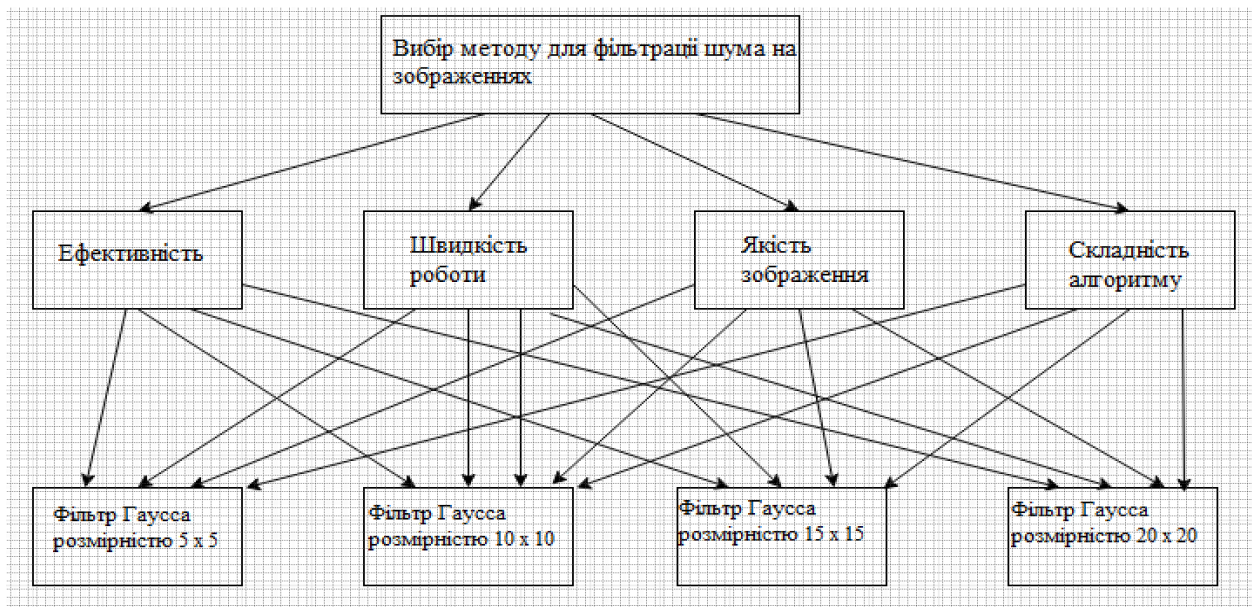 Вибір методу для фільтрації шума на
зображеннях
Ефективність
Швидкість
роботи
Якість
зображення
Складність
алгоритму
Фільтр Гаусса
розмірністю 5 x 5
Фільтр Гаусса
розмірністю 10 x 10
Фільтр Гаусса
розмірністю 15 x 15
Фільтр Гаусса
розмірністю 20 x 20